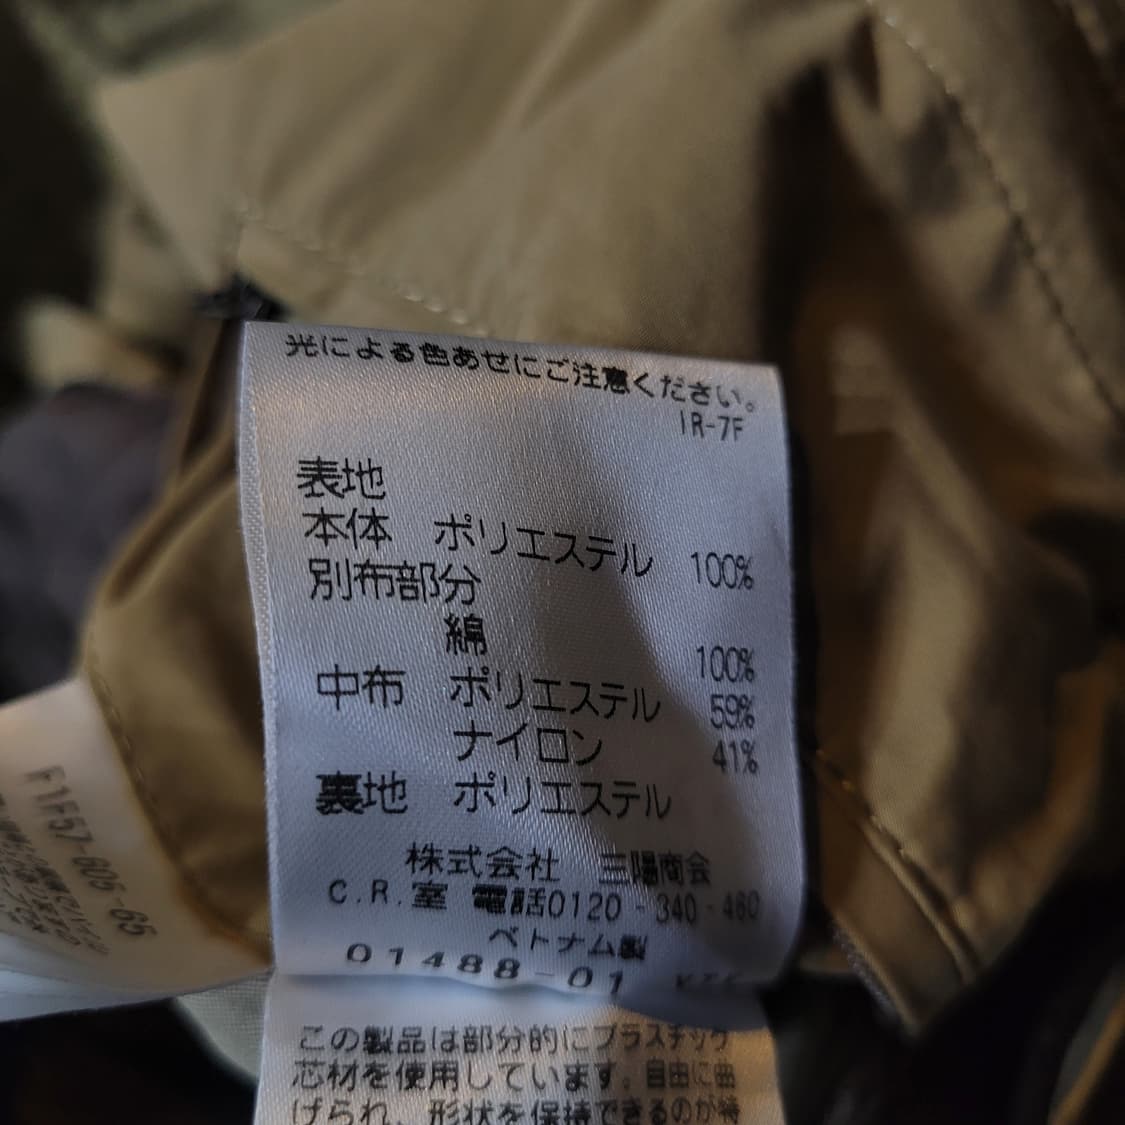 光による色あせにご注意ください。
IR-7F
表地
本体 ポリエステル 100%
別布部分
綿 100%
中布 ポリエステル 59%
ナイロン 41%
裏地 ポリエステル
株式会社 三陽商会
C.R.室 電話0120-340-460
ベトナム製
01488-01
この製品は部分的にプラスチック
芯材を使用しています。自由に曲
げられ、形状を保持できるのが特
F1F57-605-65